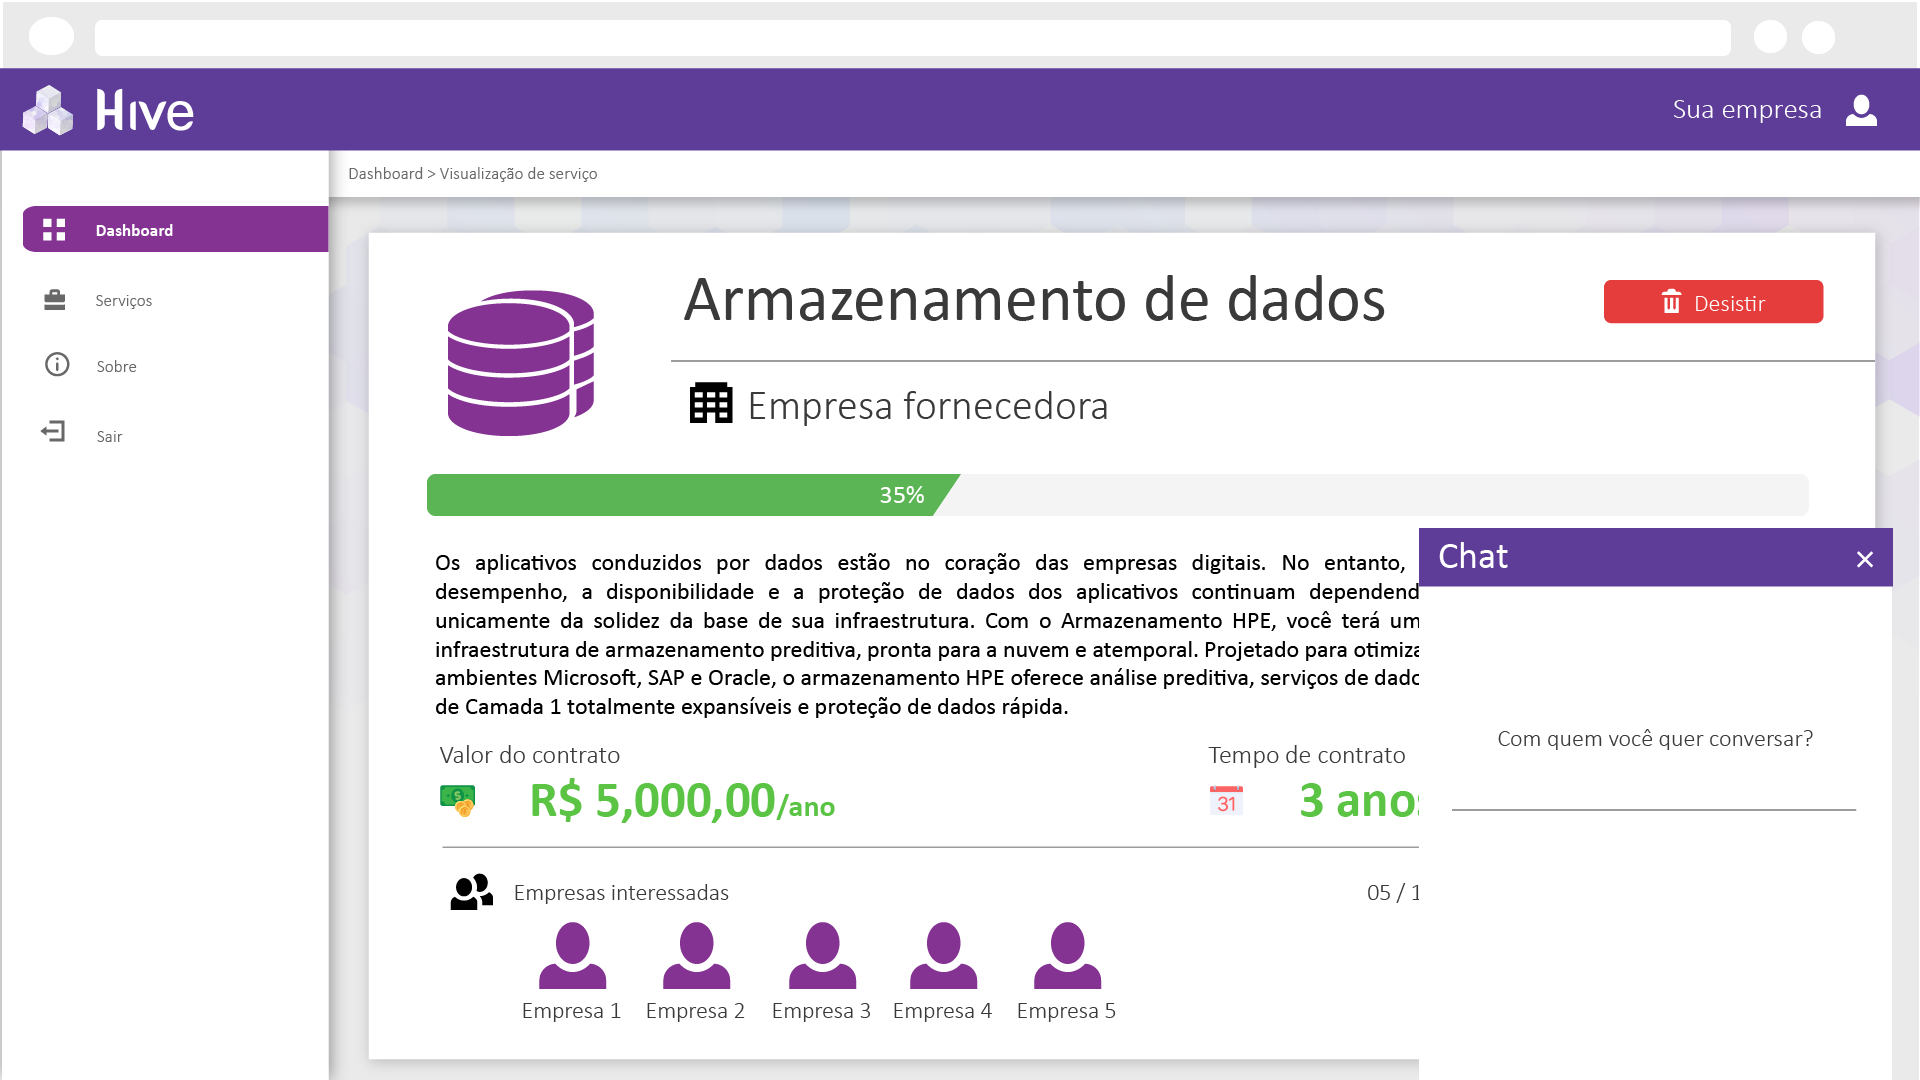 Hive
Sua empresa
Dashboard > Visualização de serviço
Dashboard
Serviços
Sobre
Sair
Armazenamento de dados
Desistir
Empresa fornecedora
35%
Os aplicativos conduzidos por dados estão no coração das empresas digitais. No entanto,
desempenho, a disponibilidade e a proteção de dados dos aplicativos continuam dependend
unicamente da solidez da base de sua infraestrutura. Com o Armazenamento HPE, você terá um
infraestrutura de armazenamento preditiva, pronta para a nuvem e atemporal. Projetado para otimiza
ambientes Microsoft, SAP e Oracle, o armazenamento HPE oferece análise preditiva, serviços de dado
de Camada 1 totalmente expansíveis e proteção de dados rápida.
Valor do contrato
R$ 5,000,00/ano
Tempo de contrato
31
3 anos
Empresas interessadas
05 / 1
Empresa 1
Empresa 2
Empresa 3
Empresa 4
Empresa 5
Chat
Com quem você quer conversar?